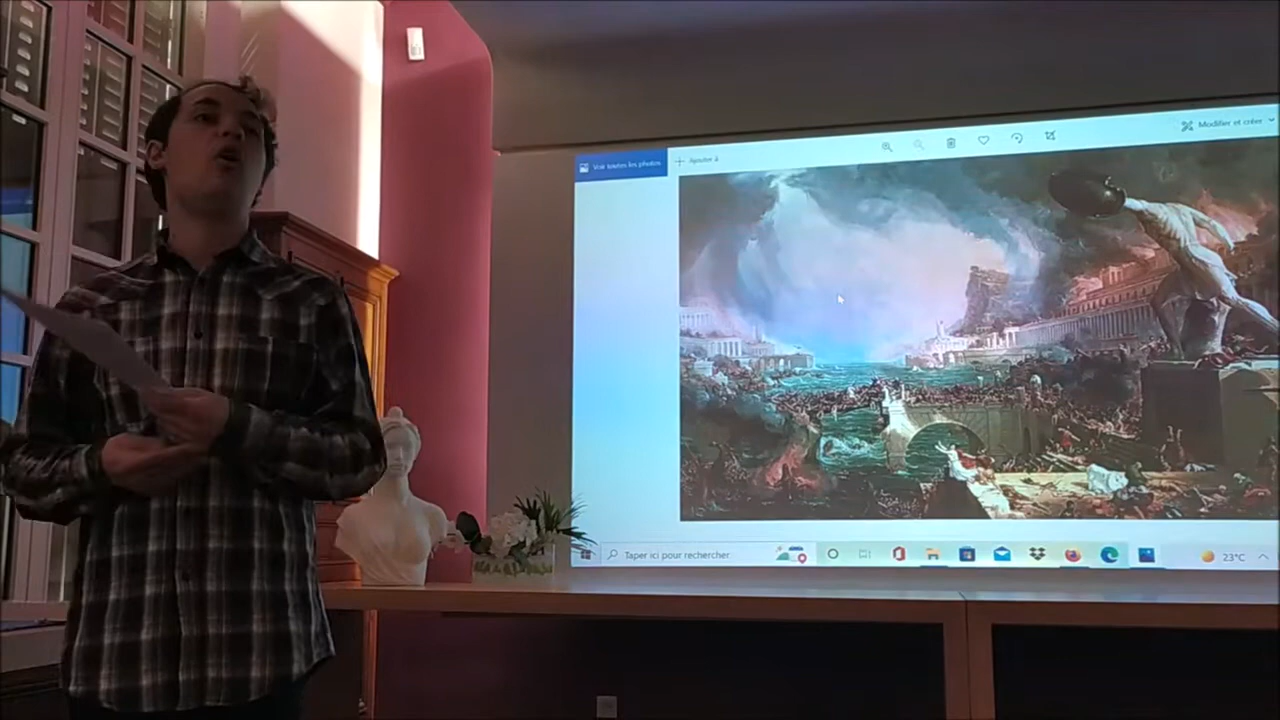 Voir toutes les photos
Ajouter à
Modifier et créer
Taper ici pour rechercher
23°C